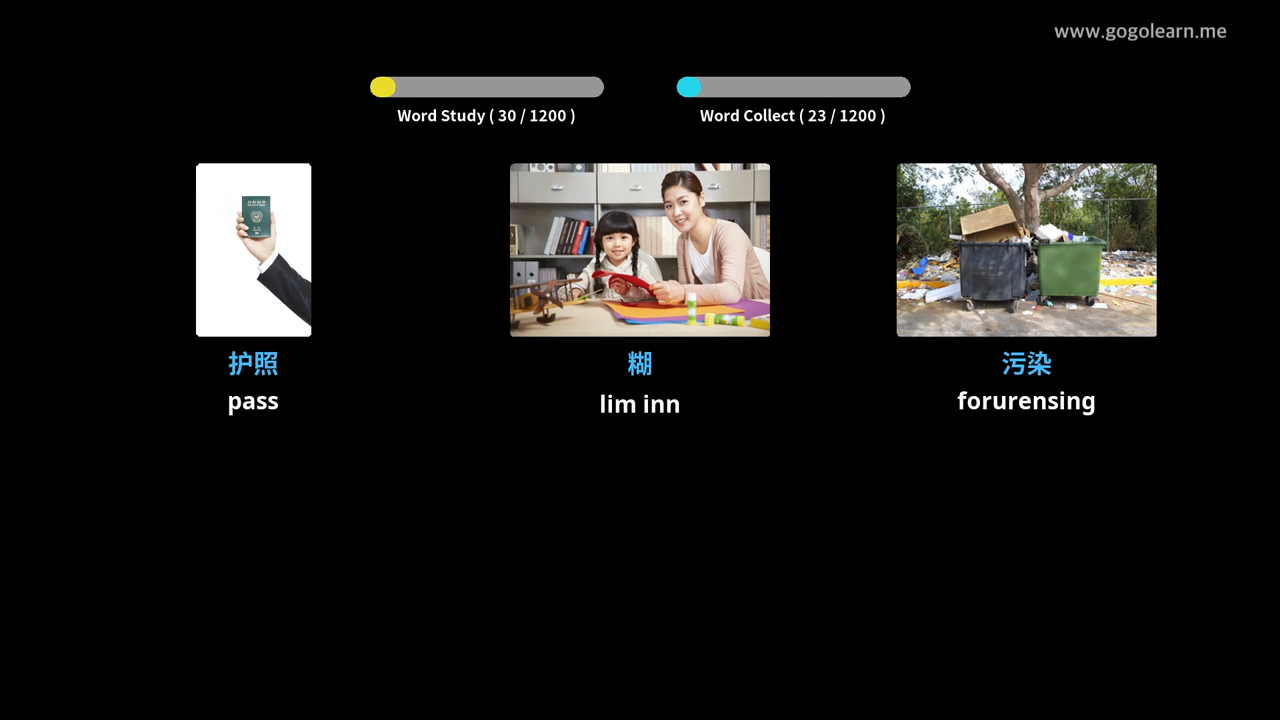 www.gogolearn.me
Word Study ( 30 / 1200 )
Word Collect ( 23 / 1200 )
护照
pass
糊
lim inn
污染
forurensing